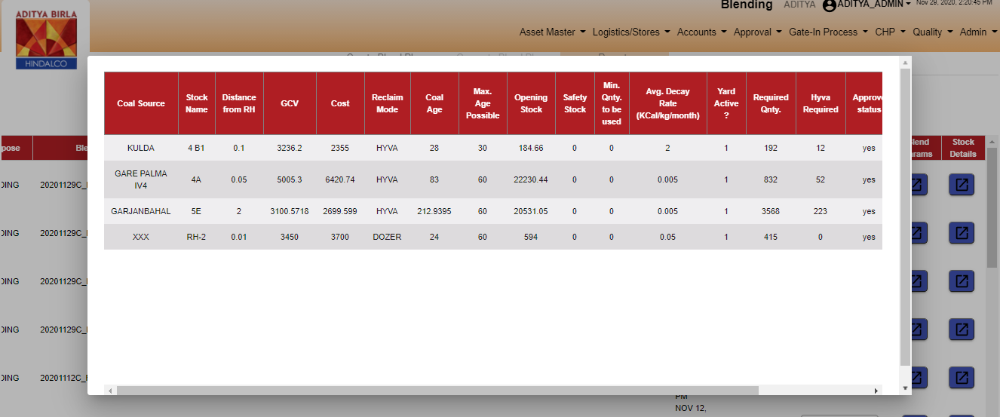 ADITYA BIRLA
HINDALCO
Blending ADITYA ADITYA_ADMIN Nov 29, 2020, 2:20:45 PM
Asset Master Logistics/Stores Accounts Approval Gate-In Process CHP Quality Admin
Coal Source Stock Name Distance from RH GCV Cost Reclaim Mode Coal Age Max. Age Possible Opening Stock Safety Stock Min. Qnty. to be used Avg. Decay Rate (KCal/kg/month) Yard Active ? Required Qnty. Hyva Required Approve status
KULDA 4 B1 0.1 3236.2 2355 HYVA 28 30 184.66 0 0 2 1 192 12 yes
GARE PALMA IV4 4A 0.05 5005.3 6420.74 HYVA 83 60 22230.44 0 0 0.005 1 832 52 yes
GARJANBAHAL 5E 2 3100.5718 2699.599 HYVA 212.9395 60 20531.05 0 0 0.005 1 3568 223 yes
XXX RH-2 0.01 3450 3700 DOZER 24 60 594 0 0 0.05 1 415 0 yes
pose Ble lend rams Stock Details
DING 20201129C_
DING 20201129C_
DING 20201129C_
DING 20201129C_
DING 20201112C_
PM
NOV 12,